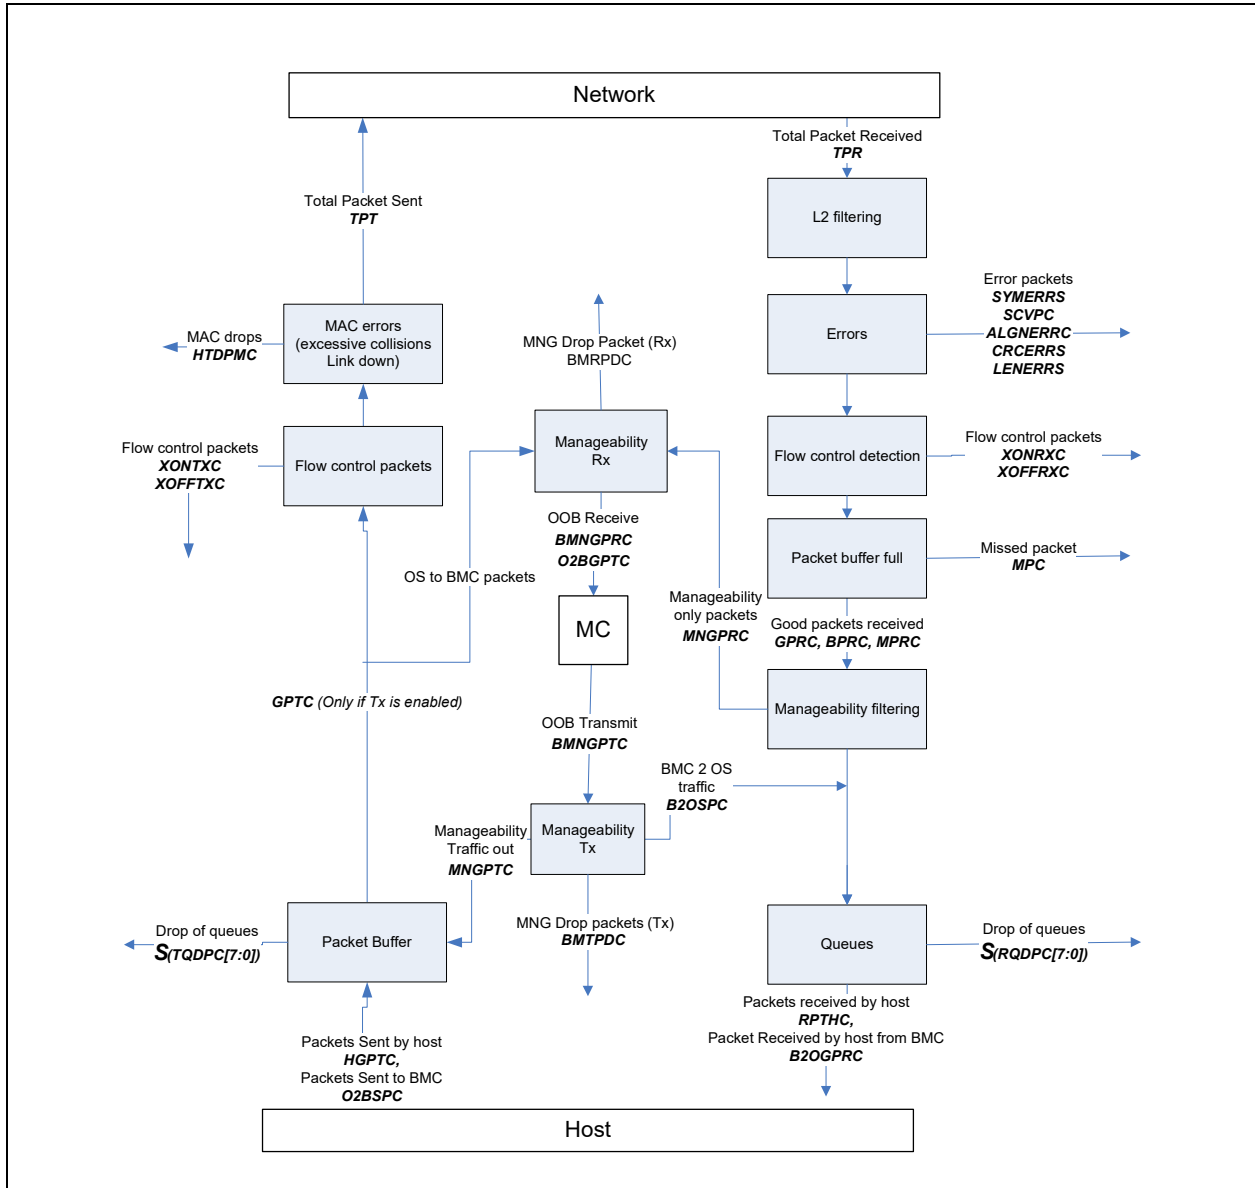 Network
Total Packet Received
TPR
L2 filtering
Total Packet Sent
TPT
Error packets
SYMERRS
SCVPC
ALGNERRC
CRCERRS
LENERRS
Errors
MAC errors
(excessive collisions
Link down)
MAC drops
HTDPMC
MNG Drop Packet (Rx)
BMRPDC
Flow control packets
XONTXC
XOFFTXC
Flow control packets
Manageability
Rx
Flow control detection
Flow control packets
XONRXC
XOFFRXC
OOB Receive
BMNGPRC
O2BGPTC
OS to BMC packets
Packet buffer full
Missed packet
MPC
Manageability
only packets
MNGPRC
MC
Good packets received
GPRC, BPRC, MPRC
GPTC (Only if Tx is enabled)
Manageability filtering
OOB Transmit
BMNGPTC
BMC 2 OS
traffic
B2OSPC
Manageability
Traffic out
MNGPTC
Manageability
Tx
MNG Drop packets (Tx)
BMTPDC
Drop of queues
S(TQDPC[7:0])
Packet Buffer
Queues
Drop of queues
S(RQDPC[7:0])
Packets Sent by host
HGPTC,
Packets Sent to BMC
O2BSPC
Packets received by host
RPTHC,
Packet Received by host from BMC
B2OGPRC
Host